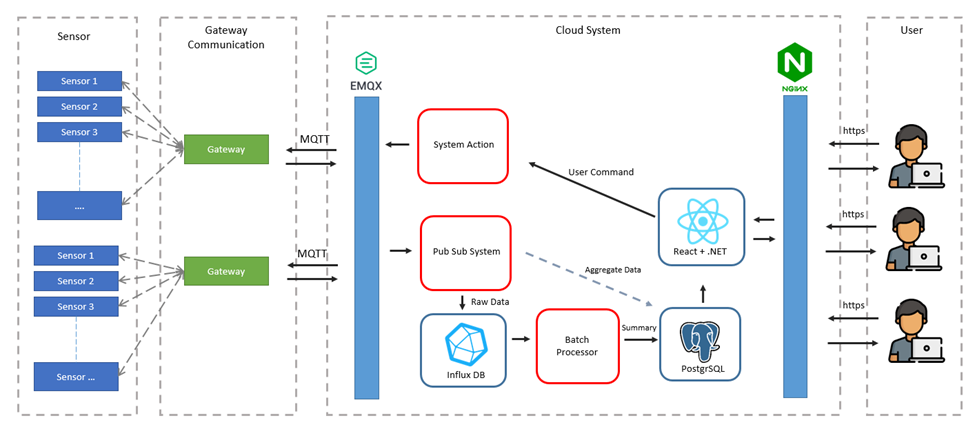 Sensor
Gateway
Communication
Cloud System
User
Sensor 1
Sensor 2
Sensor 3
....
Sensor 1
Sensor 2
Sensor 3
Sensor ...
Gateway
Gateway
MQTT
MQTT
EMQX
System Action
Pub Sub System
Raw Data
Influx DB
Batch
Processor
Summary
Aggregate Data
User Command
React + .NET
PostgrSQL
N
NGINX
https
https
https